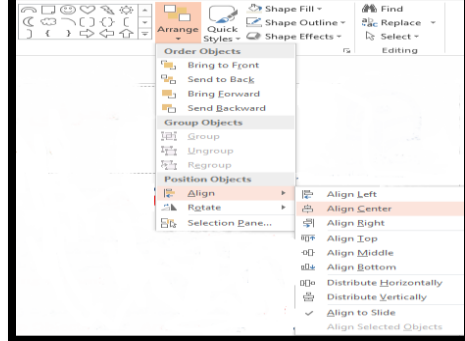 Shape Fill
Find
Shape Outline
Replace
Arrange
Quick
Styles
Shape Effects
Select
Editing
Order Objects
Bring to Front
Send to Back
Bring Forward
Send Backward
Group Objects
Group
Ungroup
Regroup
Position Objects
Align
Rotate
Selection Pane...
Align Left
Align Center
Align Right
Align Top
Align Middle
Align Bottom
Distribute Horizontally
Distribute Vertically
Align to Slide
Align Selected Objects